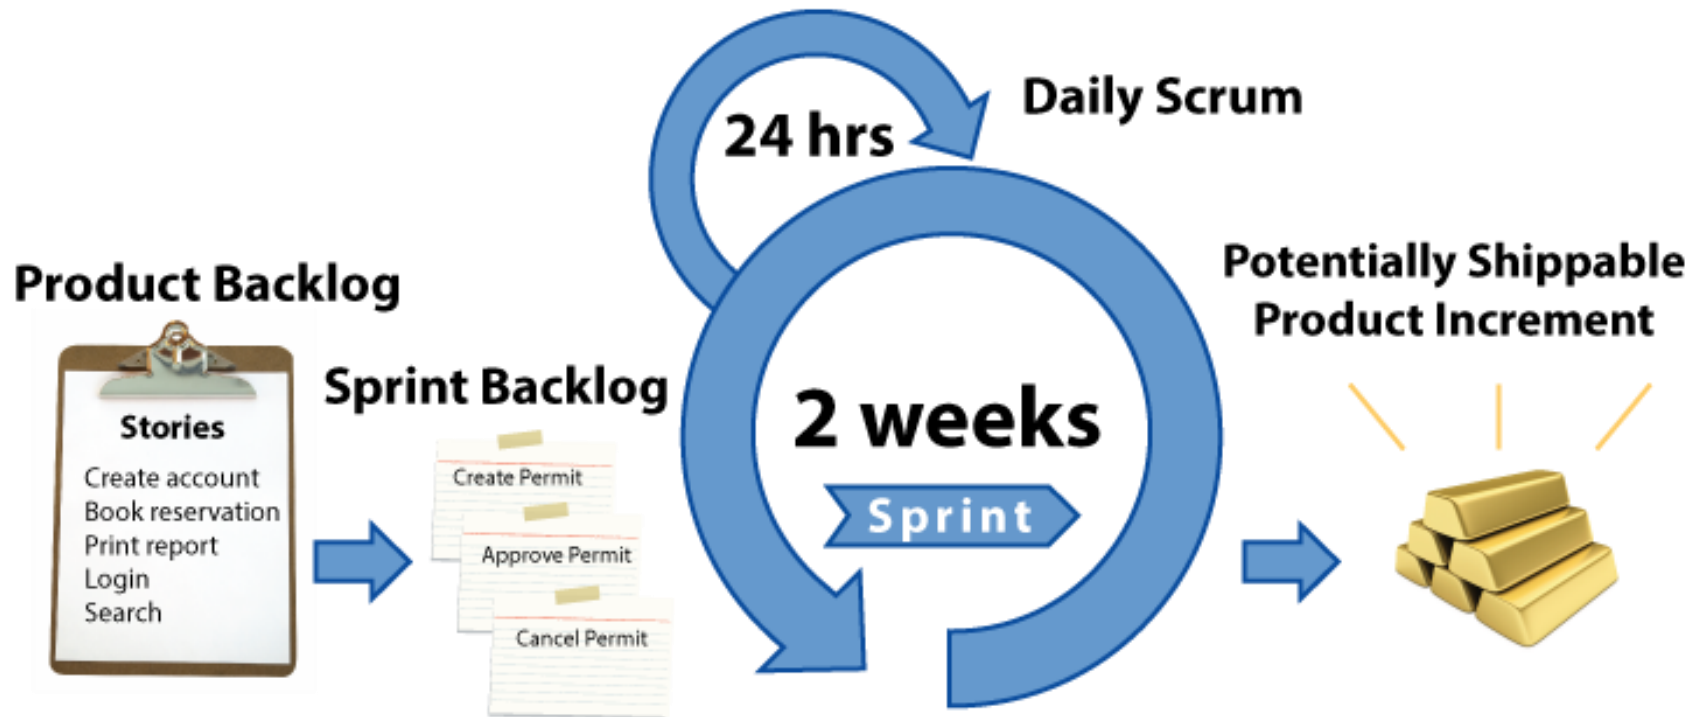 Product Backlog
Stories
Create account
Book reservation
Print report
Login
Search
Sprint Backlog
Create Permit
Approve Permit
Cancel Permit
24 hrs
Daily Scrum
2 weeks
Sprint
Potentially Shippable
Product Increment